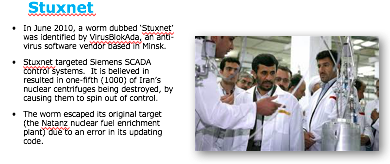 Stuxnet
• In June 2010, a worm dubbed ‘Stuxnet’
was identified by VirusBlokAda, an anti-
virus software vendor based in Minsk.
• Stuxnet targeted Siemens SCADA
control systems. It is believed in
resulted in one-fifth (1000) of Iran’s
nuclear centrifuges being destroyed, by
causing them to spin out of control.
• The worm escaped its original target
(the Natanz nuclear fuel enrichment
plant) due to an error in its updating
code.